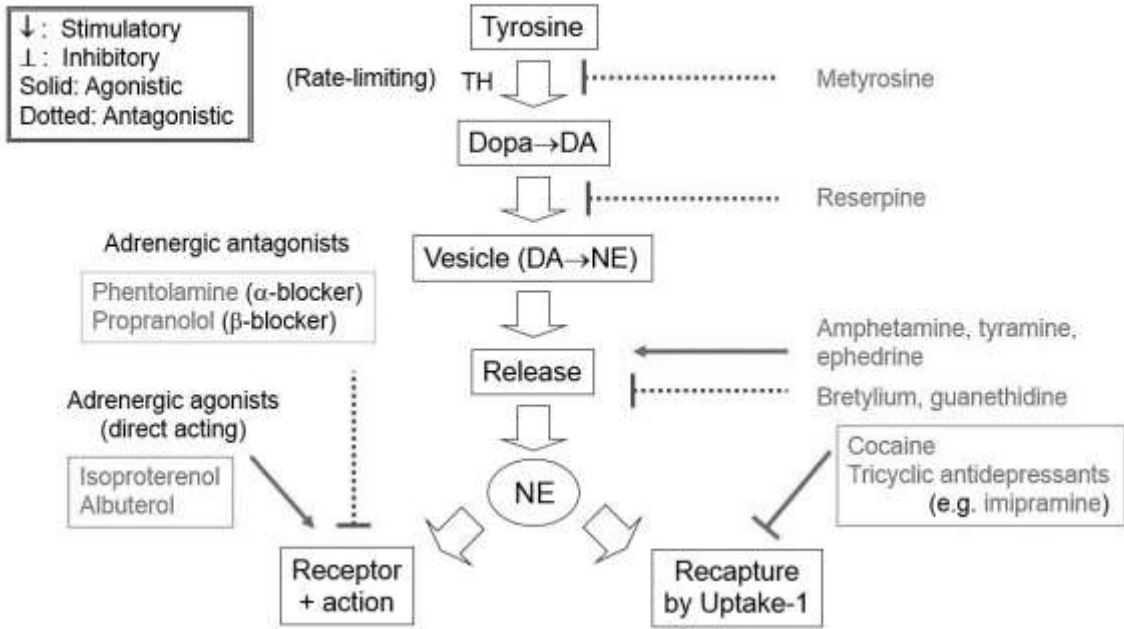 ↓: Stimulatory
⊥: Inhibitory
Solid: Agonistic
Dotted: Antagonistic
Tyrosine
(Rate-limiting) TH
Metyrosine
Dopa→DA
Reserpine
Adrenergic antagonists
Vesicle (DA→NE)
Phentolamine (α-blocker)
Propranolol (β-blocker)
Amphetamine, tyramine,
ephedrine
Release
Bretylium, guanethidine
Adrenergic agonists
(direct acting)
Isoproterenol
Albuterol
NE
Cocaine
Tricyclic antidepressants
(e.g. imipramine)
Receptor
+ action
Recapture
by Uptake-1